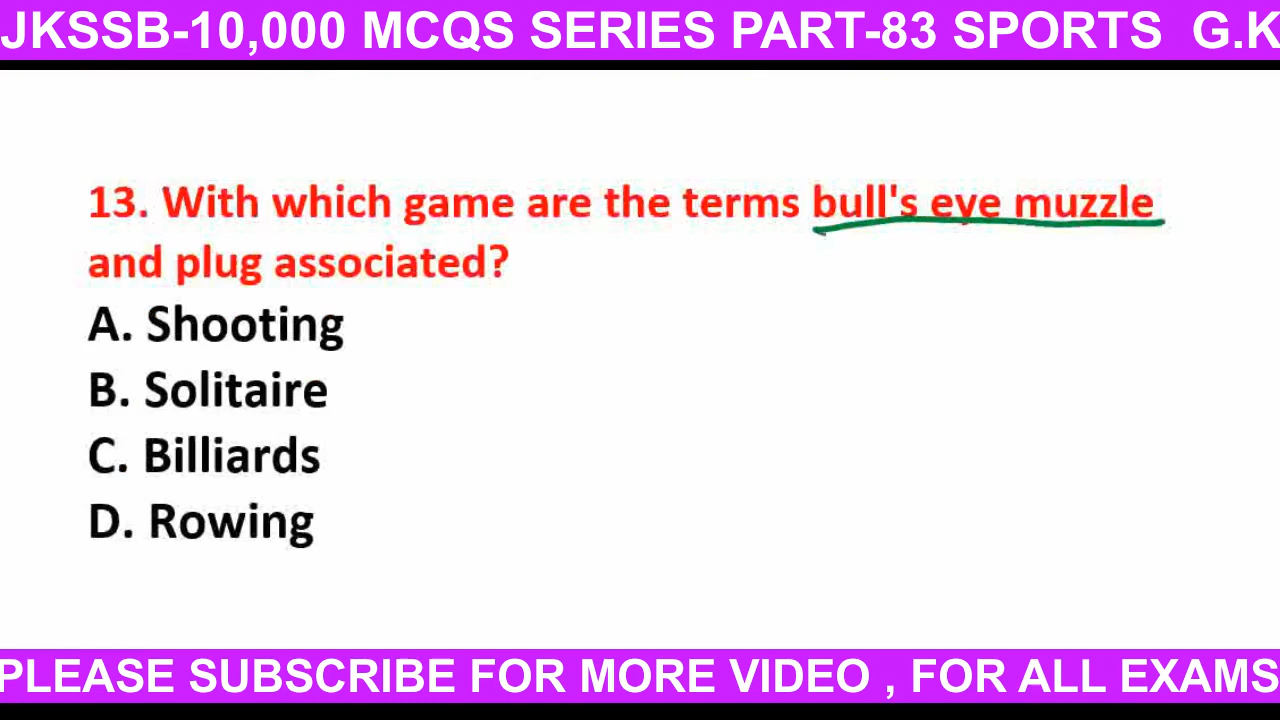 JKSSB-10,000 MCQS SERIES PART-83 SPORTS G.K
13. With which game are the terms bull's eye muzzle
and plug associated?
A. Shooting
B. Solitaire
C. Billiards
D. Rowing
PLEASE SUBSCRIBE FOR MORE VIDEO , FOR ALL EXAMS